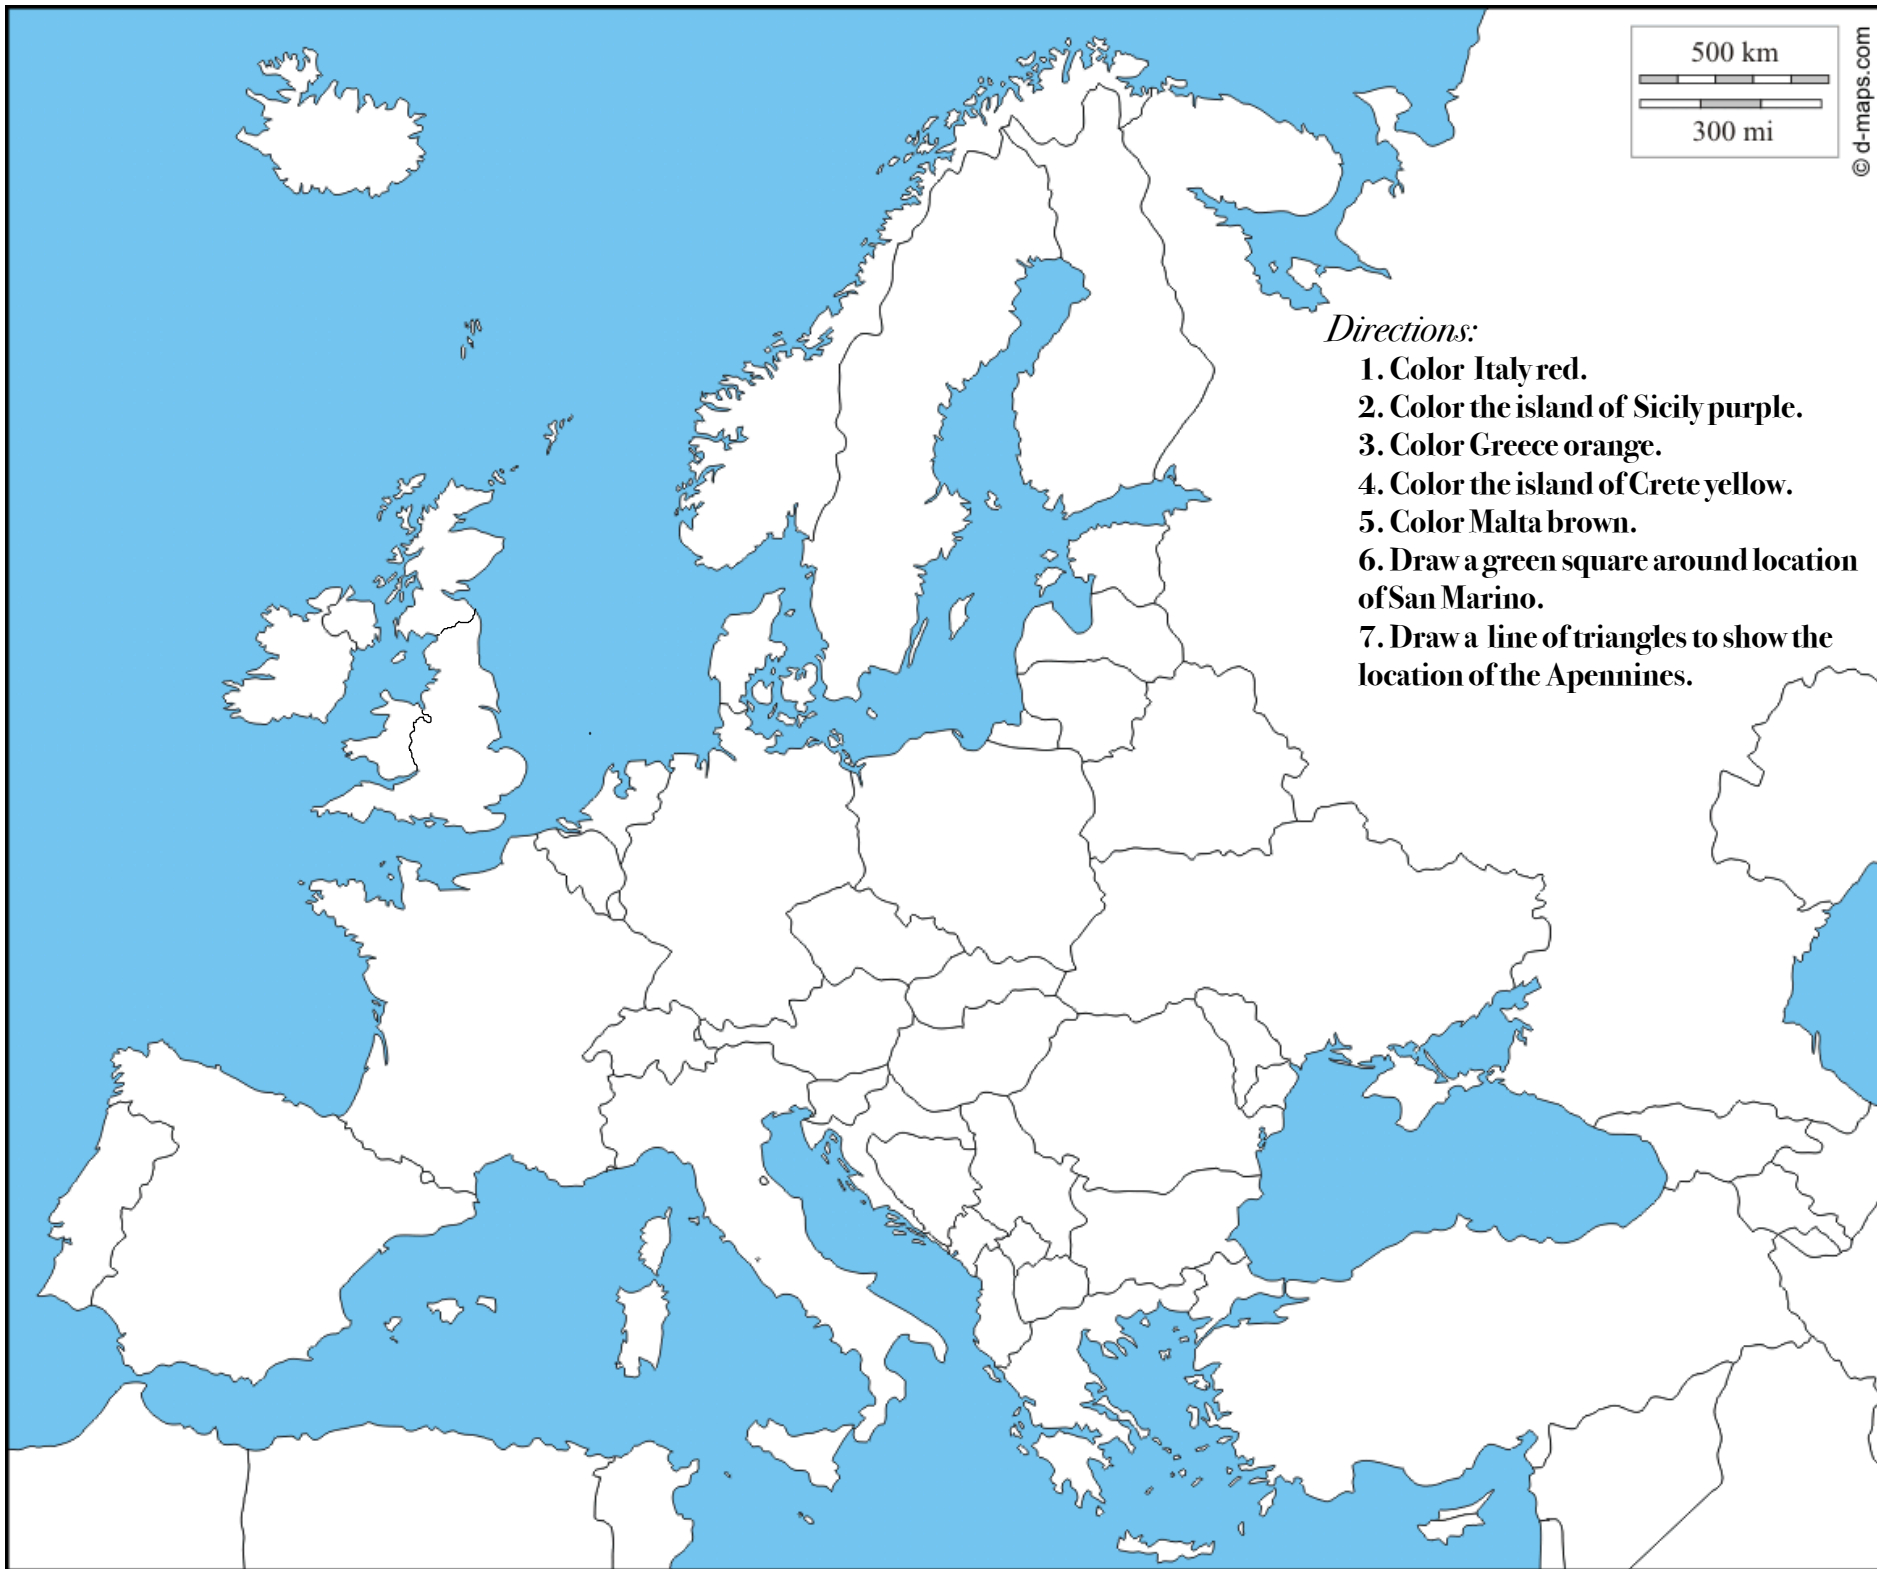 500 km
300 mi
© d-maps.com
Directions:
1. Color Italy red.
2. Color the island of Sicily purple.
3. Color Greece orange.
4. Color the island of Crete yellow.
5. Color Malta brown.
6. Draw a green square around location
of San Marino.
7. Draw a line of triangles to show the
location of the Apennines.